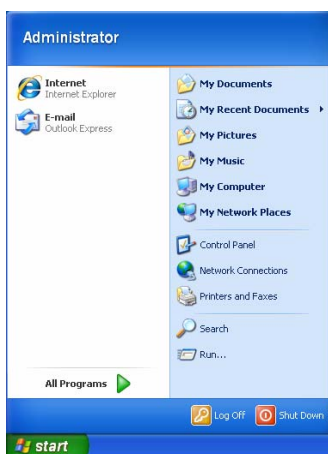 Administrator
Internet
Internet Explorer
E-mail
Outlook Express
All Programs
My Documents
My Recent Documents
My Pictures
My Music
My Computer
My Network Places
Control Panel
Network Connections
Printers and Faxes
Search
Run...
Log Off
Shut Down
start